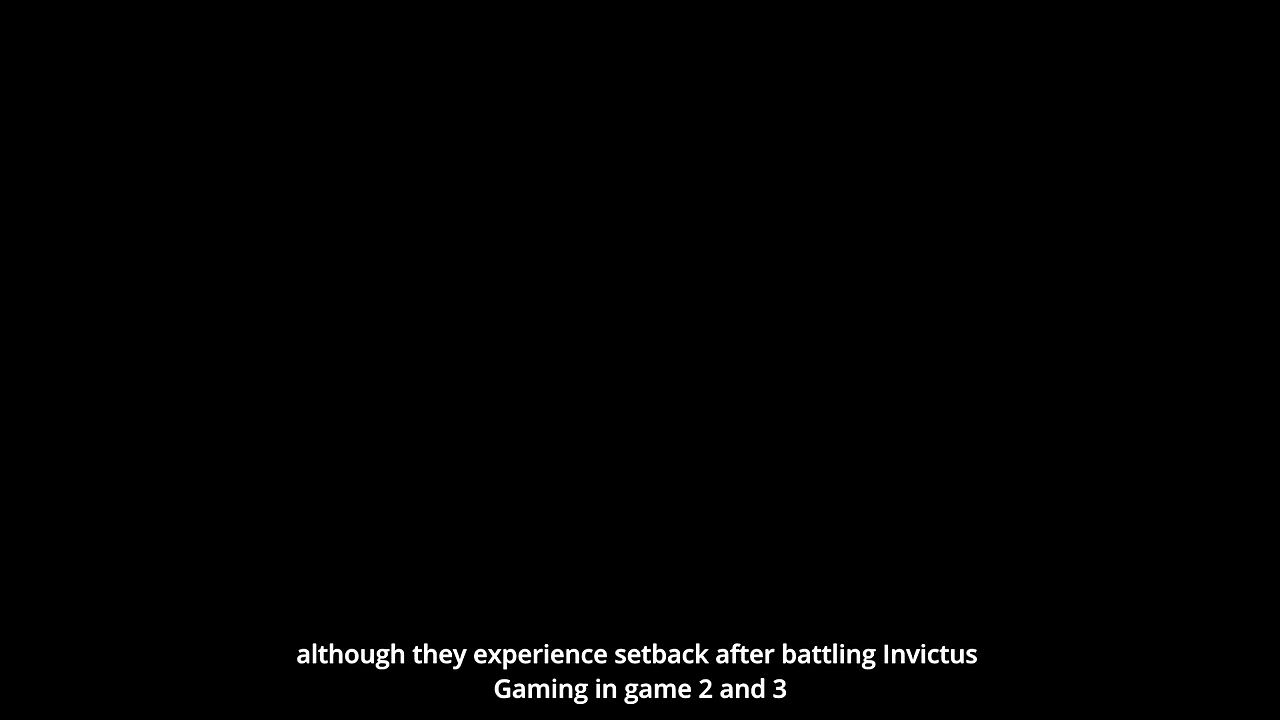 although they experience setback after battling Invictus
Gaming in game 2 and 3